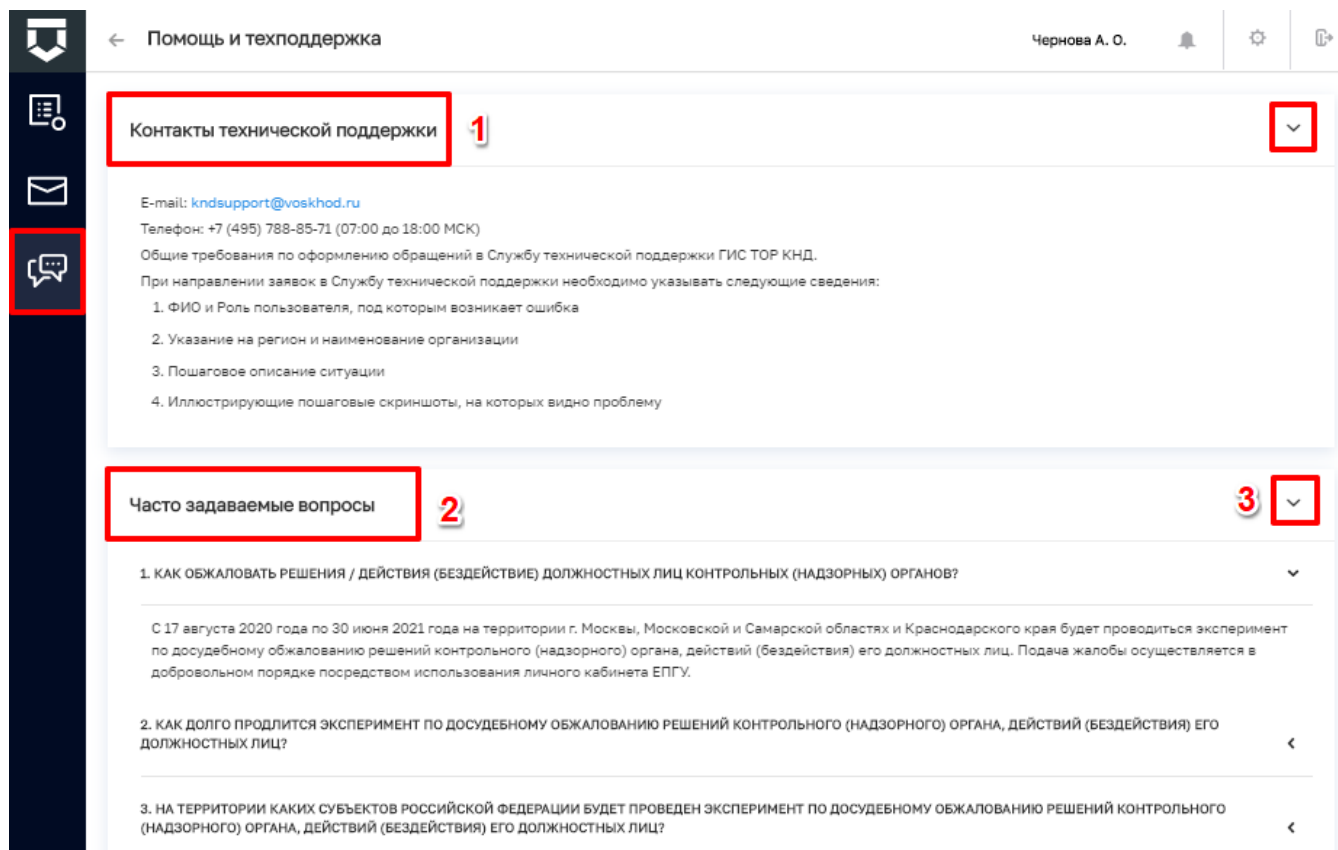 Помощь и техподдержка
Чернова А. О.
Контакты технической поддержки
1
E-mail: kndsupport@voskhod.ru
Телефон: +7 (495) 788-85-71 (07:00 до 18:00 МСК)
Общие требования по оформлению обращений в Службу технической поддержки ГИС ТОР КНД.
При направлении заявок в Службу технической поддержки необходимо указывать следующие сведения:
1. ФИО и Роль пользователя, под которым возникает ошибка
2. Указание на регион и наименование организации
3. Пошаговое описание ситуации
4. Иллюстрирующие пошаговые скриншоты, на которых видно проблему
Часто задаваемые вопросы
2
3
1. КАК ОБЖАЛОВАТЬ РЕШЕНИЯ / ДЕЙСТВИЯ (БЕЗДЕЙСТВИЕ) ДОЛЖНОСТНЫХ ЛИЦ КОНТРОЛЬНЫХ (НАДЗОРНЫХ) ОРГАНОВ?
С 17 августа 2020 года по 30 июня 2021 года на территории г. Москвы, Московской и Самарской областях и Краснодарского края будет проводиться эксперимент
по досудебному обжалованию решений контрольного (надзорного) органа, действий (бездействия) его должностных лиц. Подача жалобы осуществляется в
добровольном порядке посредством использования личного кабинета ЕПГУ.
2. КАК ДОЛГО ПРОДЛИТСЯ ЭКСПЕРИМЕНТ ПО ДОСУДЕБНОМУ ОБЖАЛОВАНИЮ РЕШЕНИЙ КОНТРОЛЬНОГО (НАДЗОРНОГО) ОРГАНА, ДЕЙСТВИЙ (БЕЗДЕЙСТВИЯ) ЕГО
ДОЛЖНОСТНЫХ ЛИЦ?
3. НА ТЕРРИТОРИИ КАКИХ СУБЪЕКТОВ РОССИЙСКОЙ ФЕДЕРАЦИИ БУДЕТ ПРОВЕДЕН ЭКСПЕРИМЕНТ ПО ДОСУДЕБНОМУ ОБЖАЛОВАНИЮ РЕШЕНИЙ КОНТРОЛЬНОГО
(НАДЗОРНОГО) ОРГАНА, ДЕЙСТВИЙ (БЕЗДЕЙСТВИЯ) ЕГО ДОЛЖНОСТНЫХ ЛИЦ?